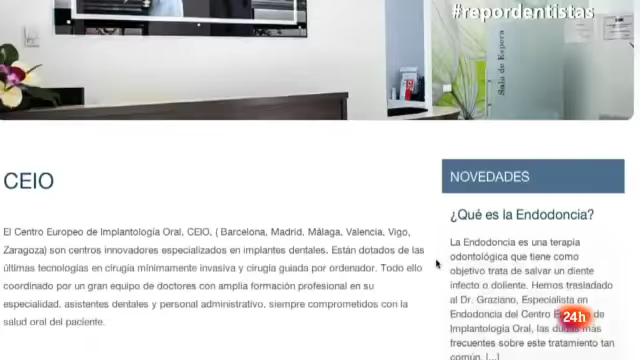 #repordentistas
Sala de Espera
CEIO
El Centro Europeo de Implantología Oral, CEIO, ( Barcelona, Madrid, Málaga, Valencia, Vigo,
Zaragoza) son centros innovadores especializados en implantes dentales. Están dotados de las
últimas tecnologías en cirugía mínimamente invasiva y cirugía guiada por ordenador. Todo ello
coordinado por un gran equipo de doctores con amplia formación profesional en su
especialidad, asistentes dentales y personal administrativo, siempre comprometidos con la
salud oral del paciente.
NOVEDADES
¿Qué es la Endodoncia?
La Endodoncia es una terapia
odontológica que tiene como
objetivo trata de salvar un diente
infecto o doliente. Hemos trasladado
al Dr. Graziano, Especialista en
Endodoncia del Centro de
Implantología Oral, las
frecuentes sobre este tratamiento tan
común. [...]
24h